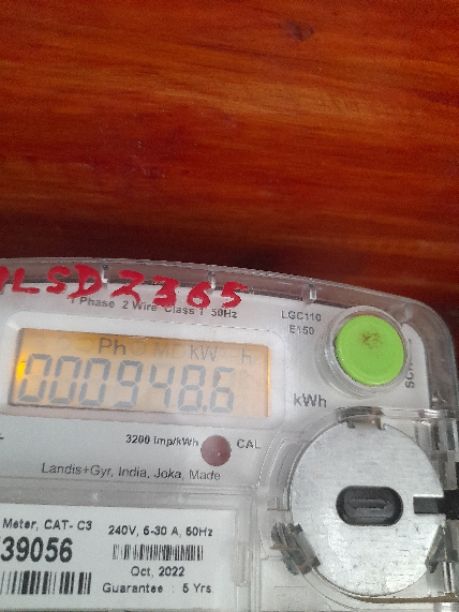 LSD2365
1 Phase 2 Wire Class 1 50Hz
LGC110
E150
Ph MD kW h
000948.6
kWh
3200 Imp/kWh
CAL
Landis+Gyr, India, Joka, Made
Meter, CAT- C3
240V, 5-30 A, 50Hz
39056
Oct, 2022
Guarantee : 5 Yrs.